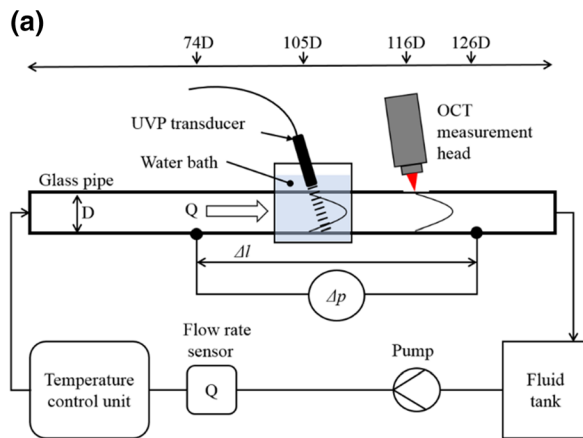 (a)
74D
105D
116D
126D
UVP transducer
OCT
measurement
head
Water bath
Glass pipe
D
Q
Δl
Δp
Flow rate
sensor
Pump
Temperature
control unit
Q
Fluid
tank